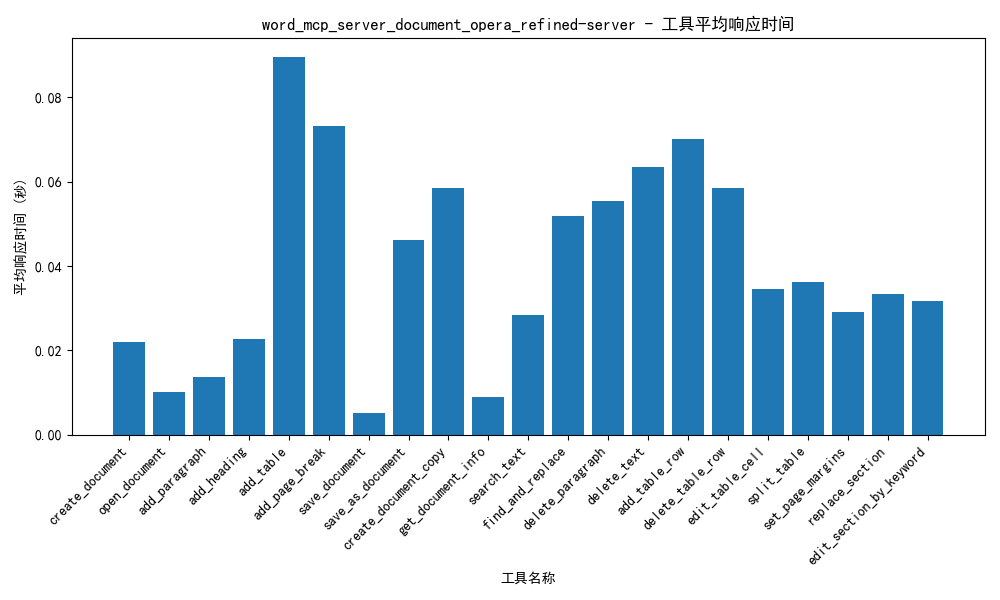 word_mcp_server_document_opera_refined-server - 工具平均响应时间
平均响应时间 (秒)
0.08
0.06
0.04
0.02
0.00
create_document
open_document
add_paragraph
add_heading
add_table
add_page_break
save_document
save_as_document
create_document_copy
get_document_info
search_text
find_and_replace
delete_paragraph
delete_text
add_table_row
delete_table_row
edit_table_cell
split_table
set_page_margins
replace_section
edit_section_by_keyword
工具名称